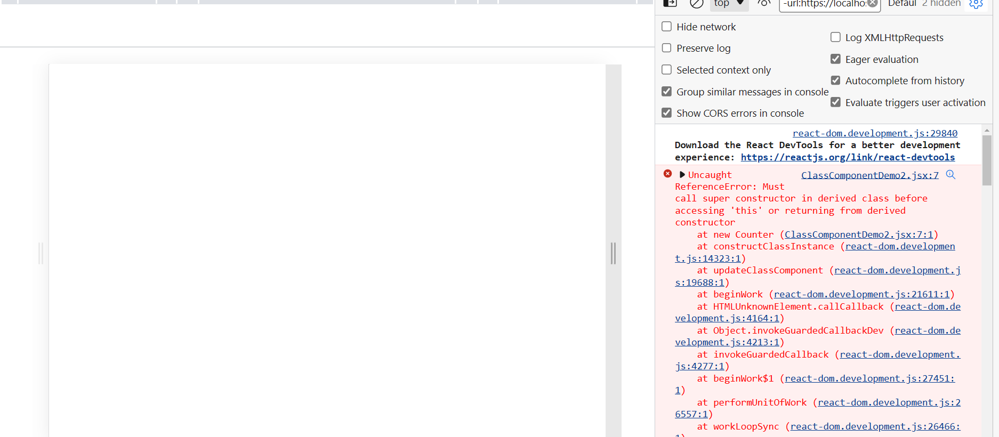 top
-url:https://localho:
Defaul
2 hidden
Hide network
Log XMLHttpRequests
Preserve log
Eager evaluation
Selected context only
Autocomplete from history
Group similar messages in console
Evaluate triggers user activation
Show CORS errors in console
react-dom.development.js:29840
Download the React DevTools for a better development
experience: https://reactjs.org/link/react-devtools
Uncaught ClassComponentDemo2.jsx:7
ReferenceError: Must
call super constructor in derived class before
accessing 'this' or returning from derived
constructor
at new Counter (ClassComponentDemo2.jsx:7:1)
at constructClassInstance (react-dom.developmen
t.js:14323:1)
at updateClassComponent (react-dom.development.j
s:19688:1)
at beginWork (react-dom.development.js:21611:1)
at HTMLUnknownElement.callCallback (react-dom.de
velopment.js:4164:1)
at Object.invokeGuardedCallbackDev (react-dom.de
velopment.js:4213:1)
at invokeGuardedCallback (react-dom.development.
js:4277:1)
at beginWork$1 (react-dom.development.js:27451:
1)
at performUnitOfWork (react-dom.development.js:2
6557:1)
at workLoopSync (react-dom.development.js:26466:
1)